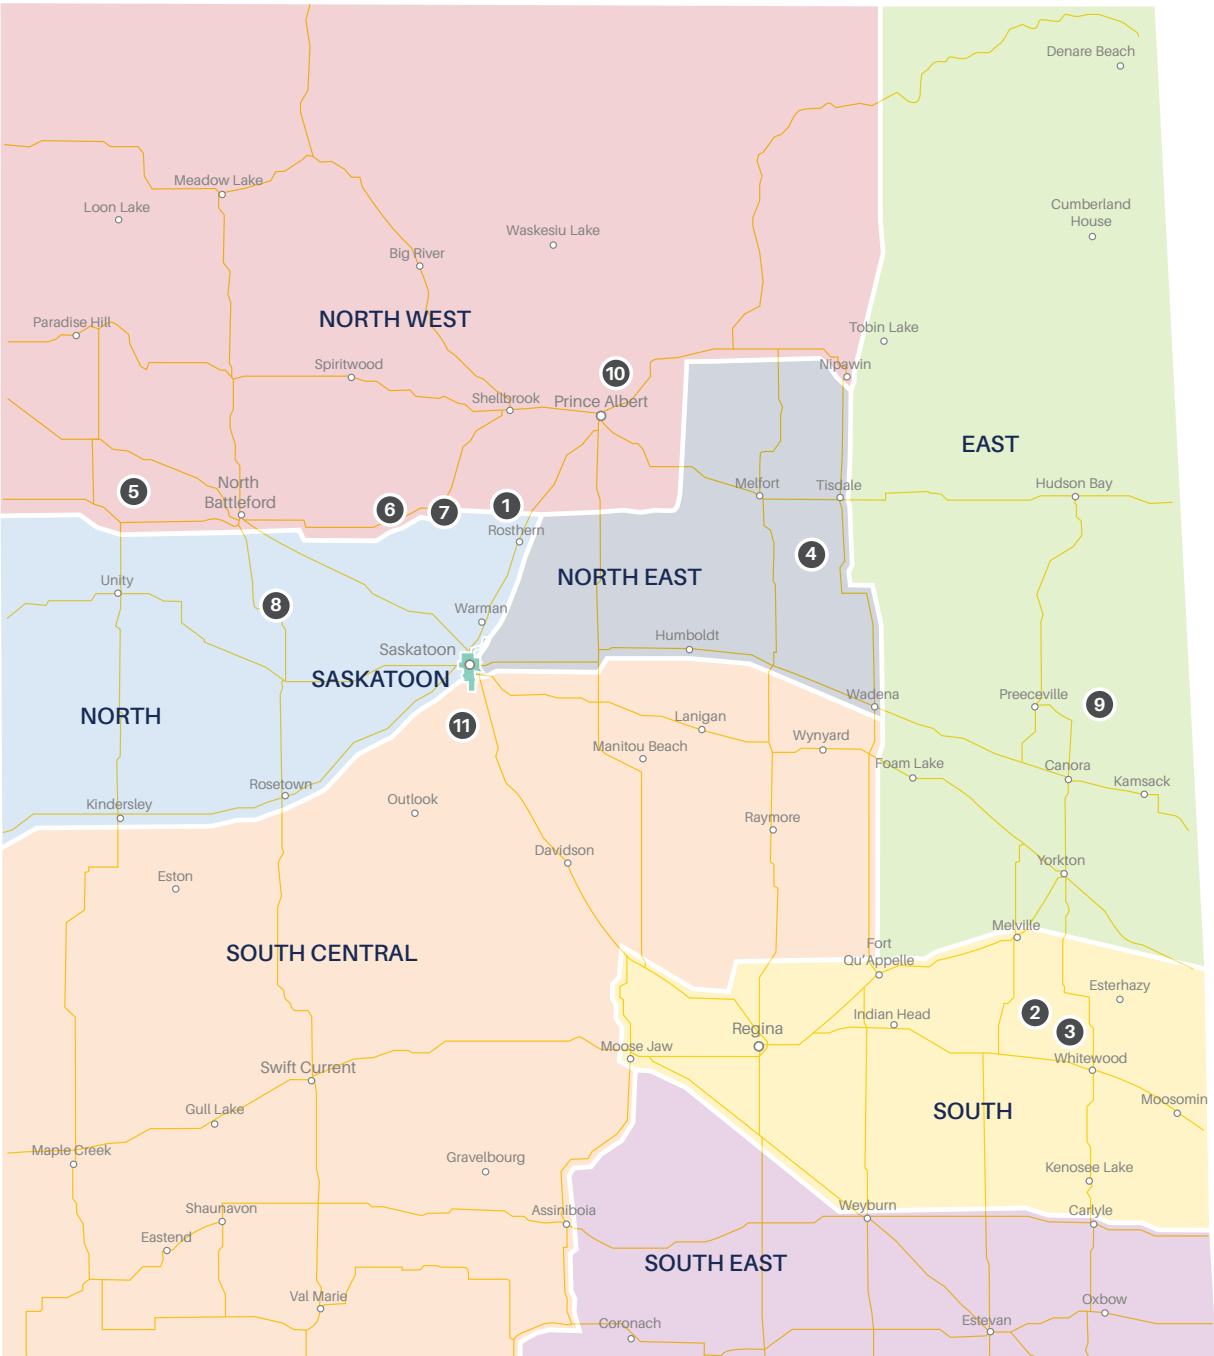 Denare Beach
Meadow Lake
Loon Lake
Cumberland
House
Waskesiu Lake
Big River
NORTH WEST
Paradise Hill
Tobin Lake
Spiritwood
10
Nipawin
Shellbrook
Prince Albert
EAST
5
North
Battleford
Melfort
Tisdale
Hudson Bay
6
7
1
Rosthern
4
NORTH EAST
Unity
8
Warman
Saskatoon
Humboldt
SASKATOON
Wadena
Preeceville
9
NORTH
11
Lanigan
Manitou Beach
Wynyard
Foam Lake
Canora
Kamsack
Rosetown
Outlook
Kindersley
Raymore
Davidson
Yorkton
Eston
Melville
SOUTH CENTRAL
Fort
Qu'Appelle
Esterhazy
2
Indian Head
3
Regina
Moose Jaw
Whitewood
Swift Current
Gull Lake
SOUTH
Moosomin
Maple Creek
Gravelbourg
Kenosee Lake
Shaunavon
Assiniboia
Weyburn
Carlyle
Eastend
SOUTH EAST
Val Marie
Oxbow
Coronach
Estevan